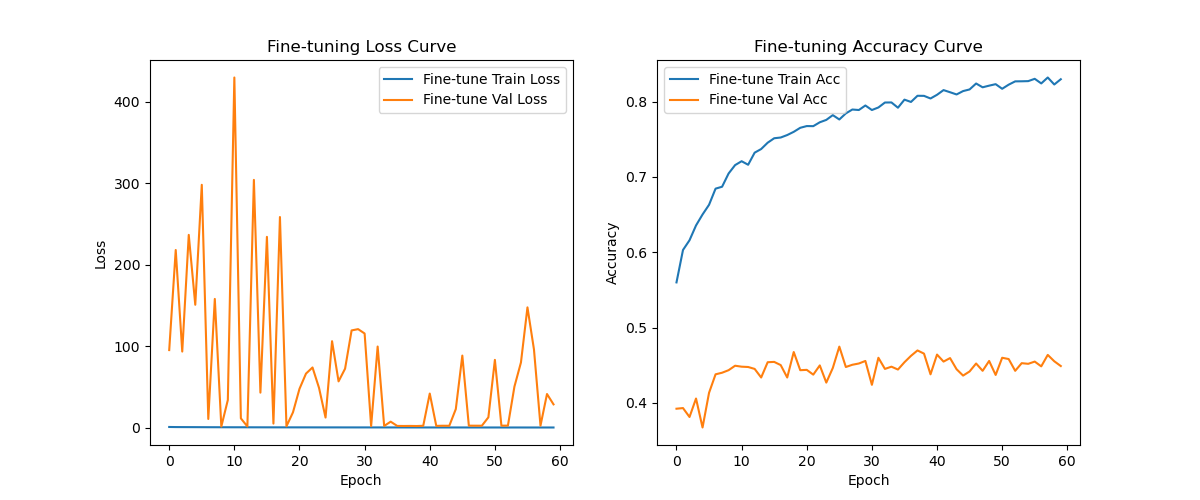 Fine-tuning Loss Curve
Fine-tune Train Loss
Fine-tune Val Loss
400
300
200
100
0
Loss
0 10 20 30 40 50 60
Epoch
Fine-tuning Accuracy Curve
Fine-tune Train Acc
Fine-tune Val Acc
0.8
0.7
0.6
0.5
0.4
Accuracy
0 10 20 30 40 50 60
Epoch